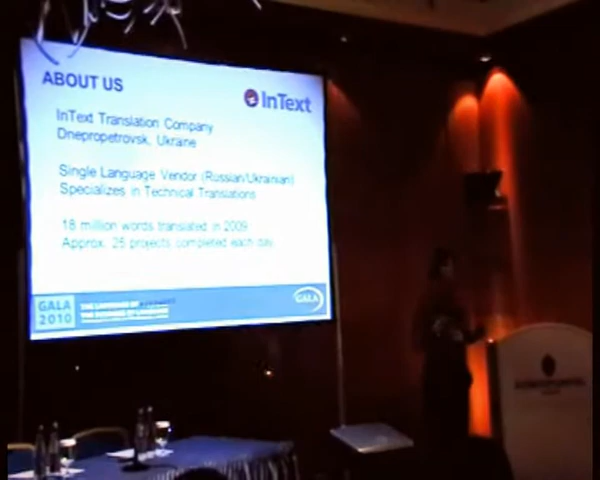 ABOUT US
InText
InText Translation Company
Dnepropetrovsk, Ukraine
Single Language Vendor (Russian/Ukrainian)
Specializes in Technical Translations
18 million words translated in 2009
Approx. 25 projects completed each day
GALA
2010
GALA